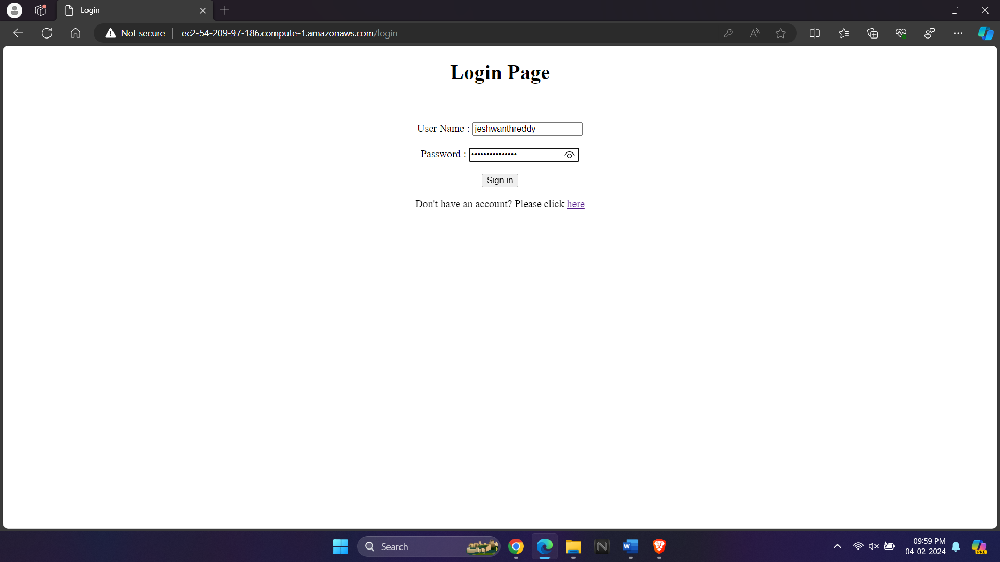 Login
Not secure
ec2-54-209-97-186.compute-1.amazonaws.com/login
Login Page
User Name : jeshwanthreddy
Password : •••••••••••••••
Sign in
Don't have an account? Please click here
Search
09:59 PM
04-02-2024
PRE